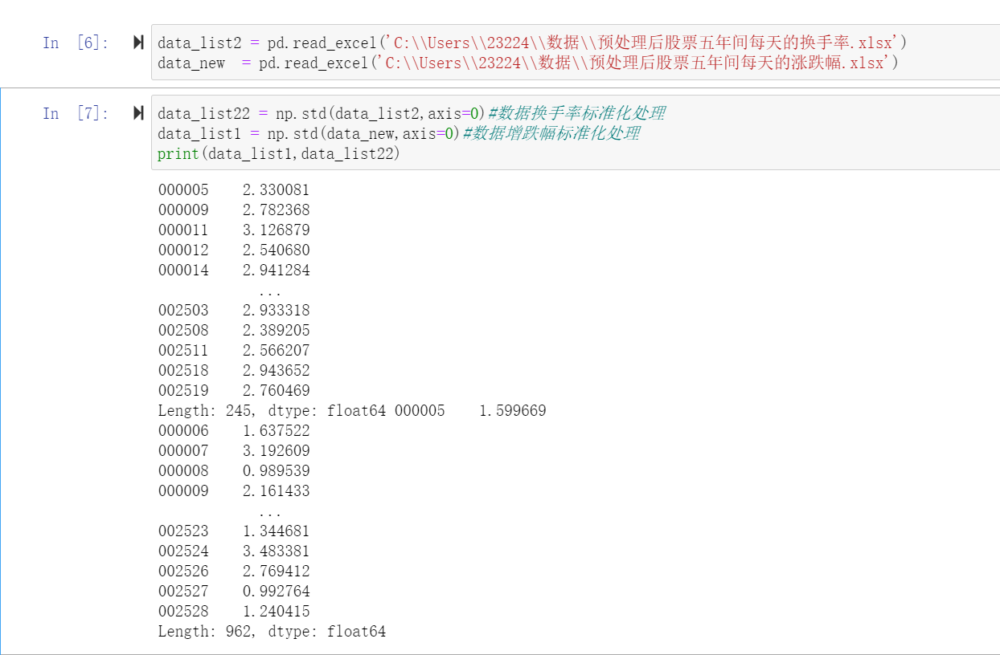 In [6]:
data_list2 = pd.read_excel('C:\\Users\\23224\\数据\\预处理后股票五年间每天的换手率.xlsx')
data_new  = pd.read_excel('C:\\Users\\23224\\数据\\预处理后股票五年间每天的涨跌幅.xlsx')
In [7]:
data_list22 = np.std(data_list2,axis=0)#数据换手率标准化处理
data_list1 = np.std(data_new,axis=0)#数据增跌幅标准化处理
print(data_list1,data_list22)
000005    2.330081
000009    2.782368
000011    3.126879
000012    2.540680
000014    2.941284
...
002503    2.933318
002508    2.389205
002511    2.566207
002518    2.943652
002519    2.760469
Length: 245, dtype: float64 000005    1.599669
000006    1.637522
000007    3.192609
000008    0.989539
000009    2.161433
...
002523    1.344681
002524    3.483381
002526    2.769412
002527    0.992764
002528    1.240415
Length: 962, dtype: float64